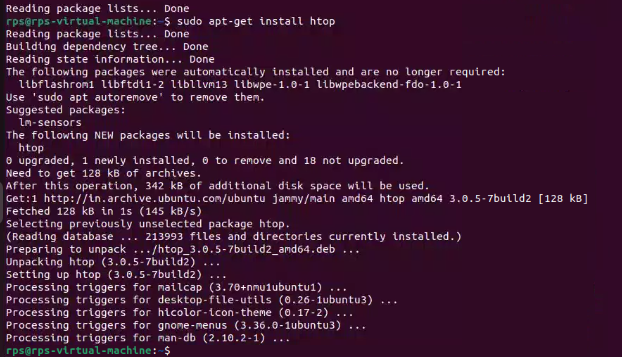 Reading package lists... Done
rps@rps-virtual-machine:~$ sudo apt-get install htop
Reading package lists... Done
Building dependency tree... Done
Reading state information... Done
The following packages were automatically installed and are no longer required:
  libflashrom1 libftdi1-2 libllvm13 libwpe-1.0-1 libwpebackend-fdo-1.0-1
Use 'sudo apt autoremove' to remove them.
Suggested packages:
  lm-sensors
The following NEW packages will be installed:
  htop
0 upgraded, 1 newly installed, 0 to remove and 18 not upgraded.
Need to get 128 kB of archives.
After this operation, 342 kB of additional disk space will be used.
Get:1 http://in.archive.ubuntu.com/ubuntu jammy/main amd64 htop amd64 3.0.5-7build2 [128 kB]
Fetched 128 kB in 1s (145 kB/s)
Selecting previously unselected package htop.
(Reading database ... 213993 files and directories currently installed.)
Preparing to unpack .../htop_3.0.5-7build2_amd64.deb ...
Unpacking htop (3.0.5-7build2) ...
Setting up htop (3.0.5-7build2) ...
Processing triggers for mailcap (3.70+nmu1ubuntu1) ...
Processing triggers for desktop-file-utils (0.26-1ubuntu3) ...
Processing triggers for hicolor-icon-theme (0.17-2) ...
Processing triggers for gnome-menus (3.36.0-1ubuntu3) ...
Processing triggers for man-db (2.10.2-1) ...
rps@rps-virtual-machine:~$